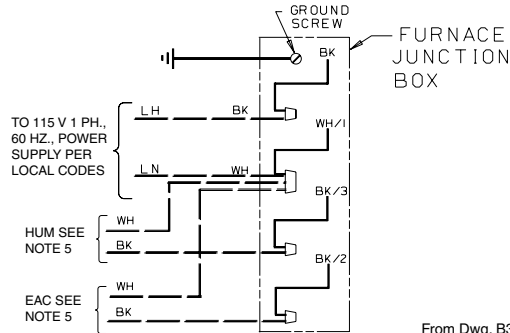 GROUND
SCREW
BK
FURNACE
JUNCTION
BOX
TO 115 V 1 PH.,
60 HZ., POWER
SUPPLY PER
LOCAL CODES
LH
BK
WH/1
LN
WH
BK/3
HUM SEE
NOTE 5
WH
BK
BK/2
EAC SEE
NOTE 5
WH
BK
From Dwg. B3